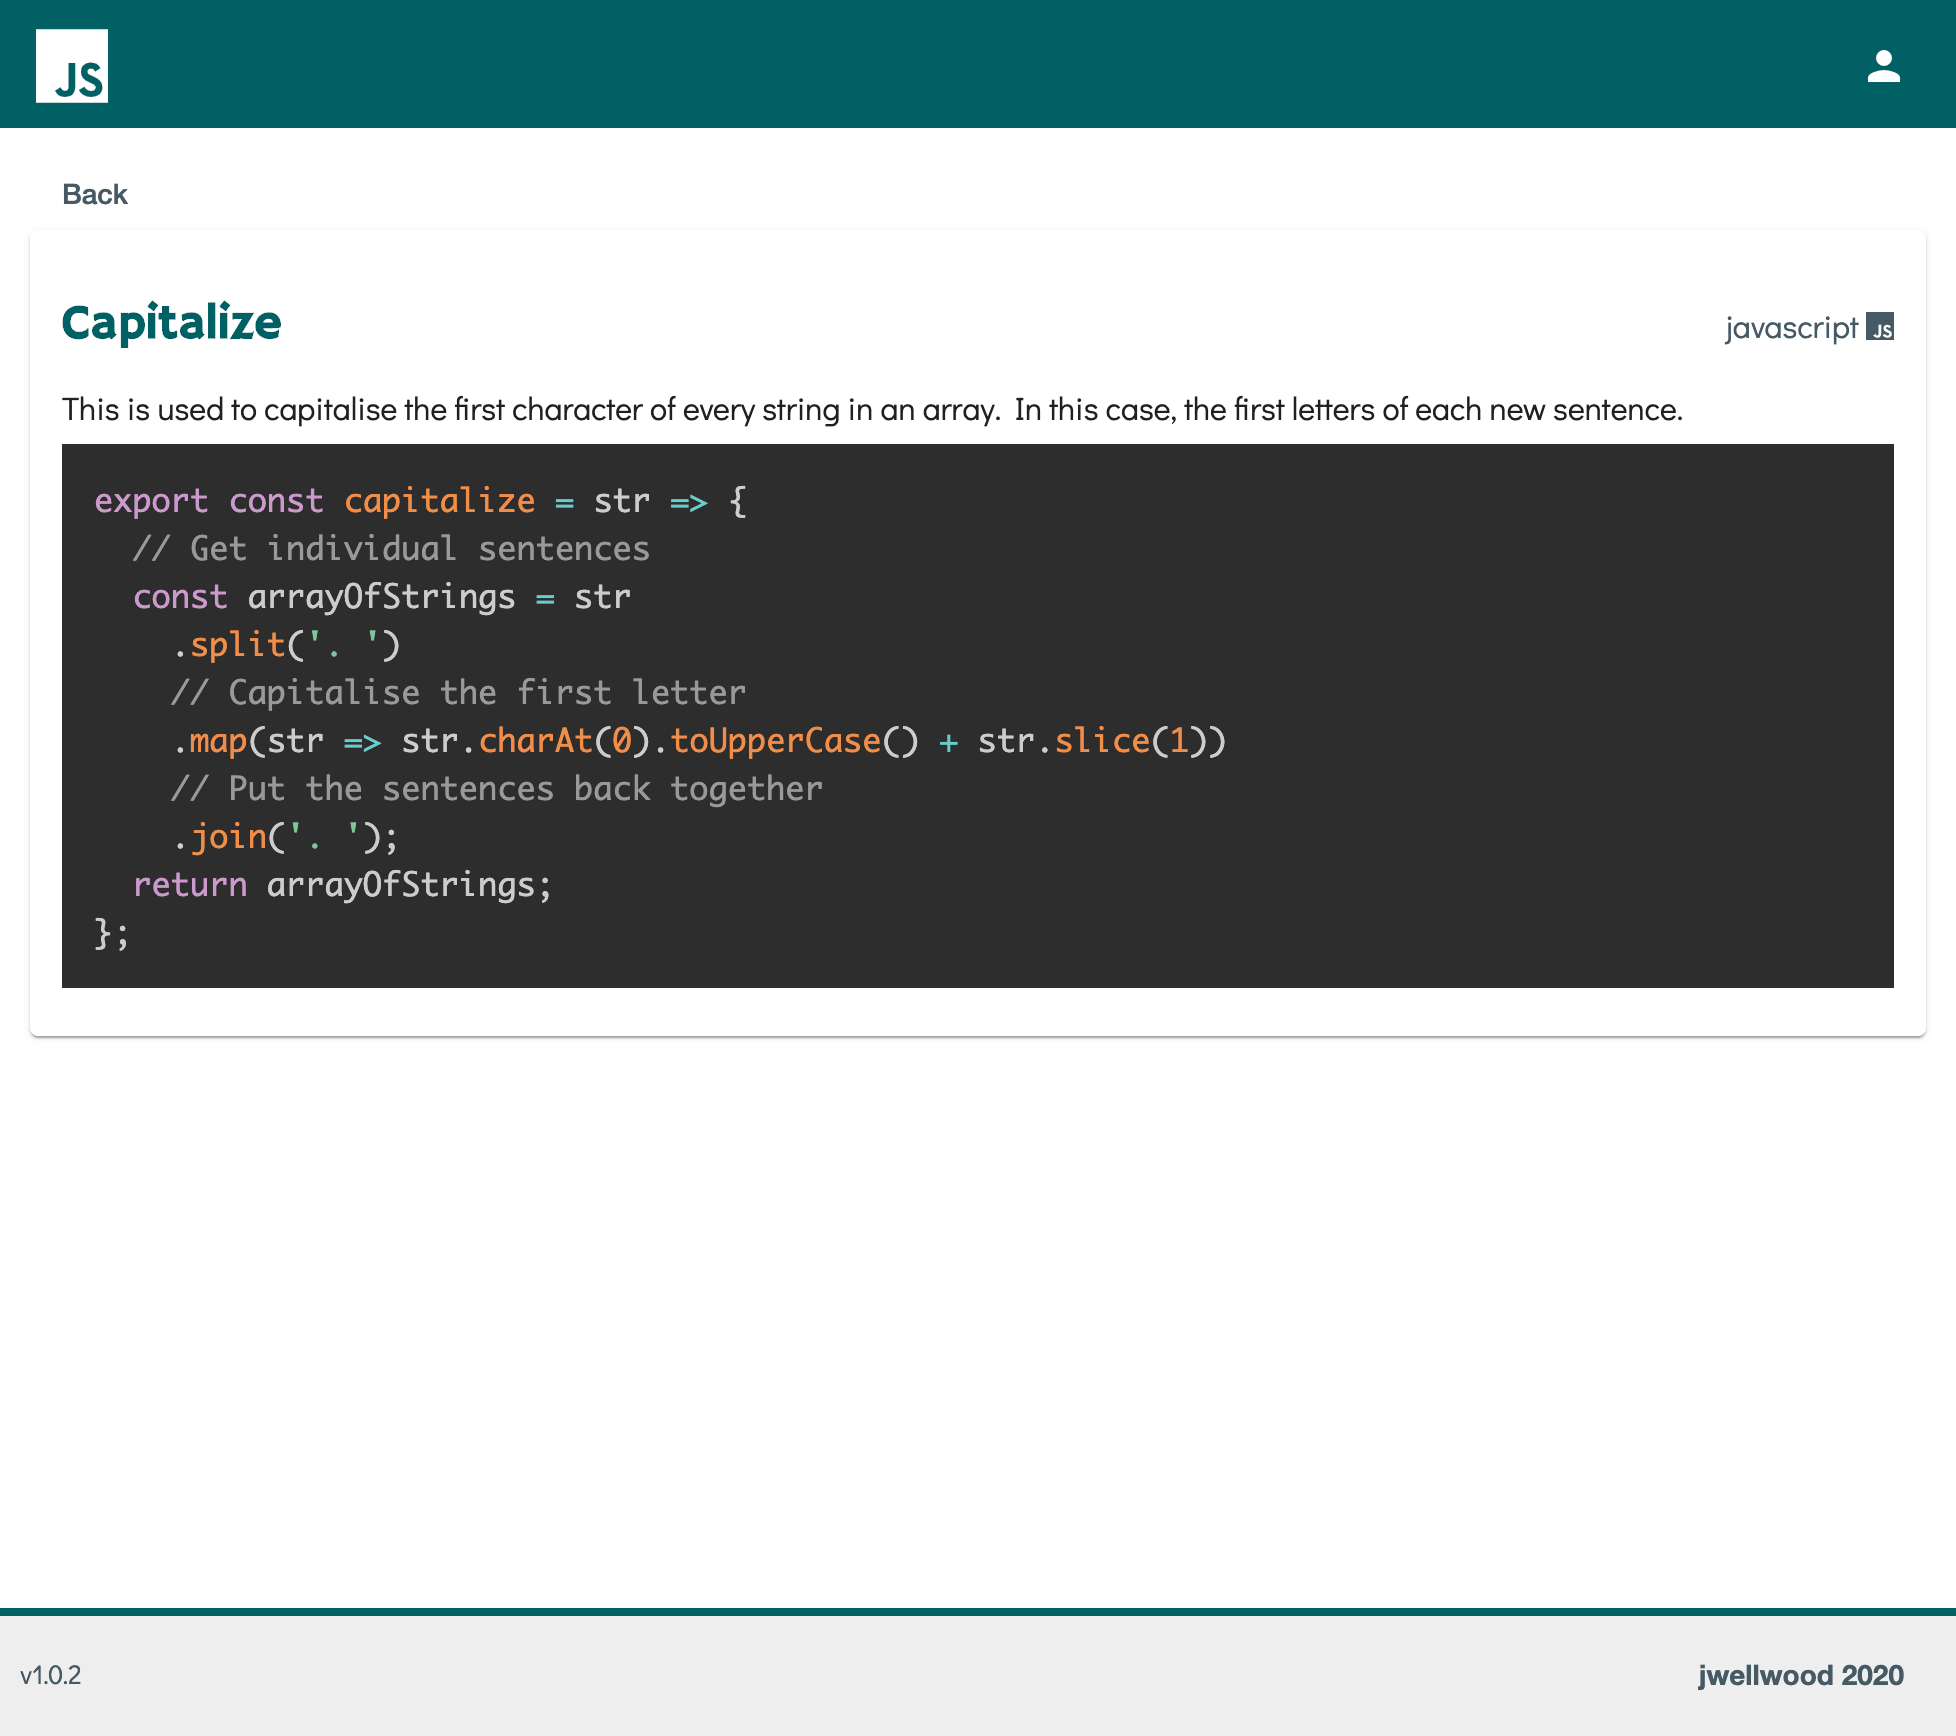 JS
Back
Capitalize
javascript JS
This is used to capitalise the first character of every string in an array.  In this case, the first letters of each new sentence.
export const capitalize = str => {
  // Get individual sentences
  const arrayOfStrings = str
    .split('. ')
    // Capitalise the first letter
    .map(str => str.charAt(0).toUpperCase() + str.slice(1))
    // Put the sentences back together
    .join('. ');
  return arrayOfStrings;
};
v1.0.2
jwellwood 2020